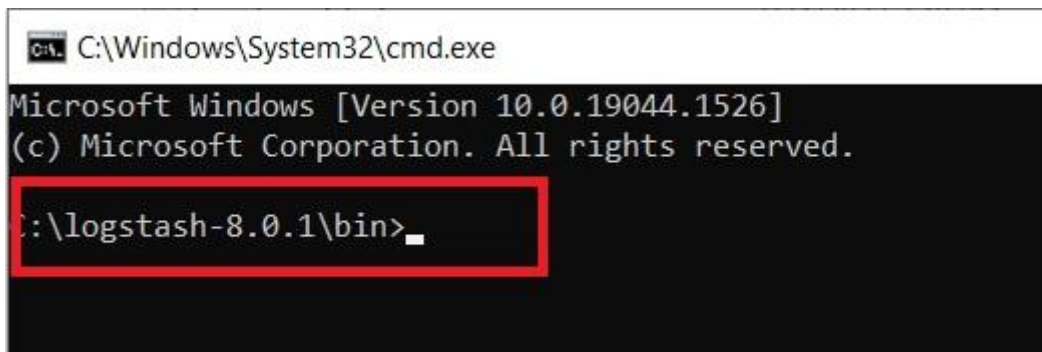 C:\Windows\System32\cmd.exe
Microsoft Windows [Version 10.0.19044.1526]
(c) Microsoft Corporation. All rights reserved.
C:\logstash-8.0.1\bin>_